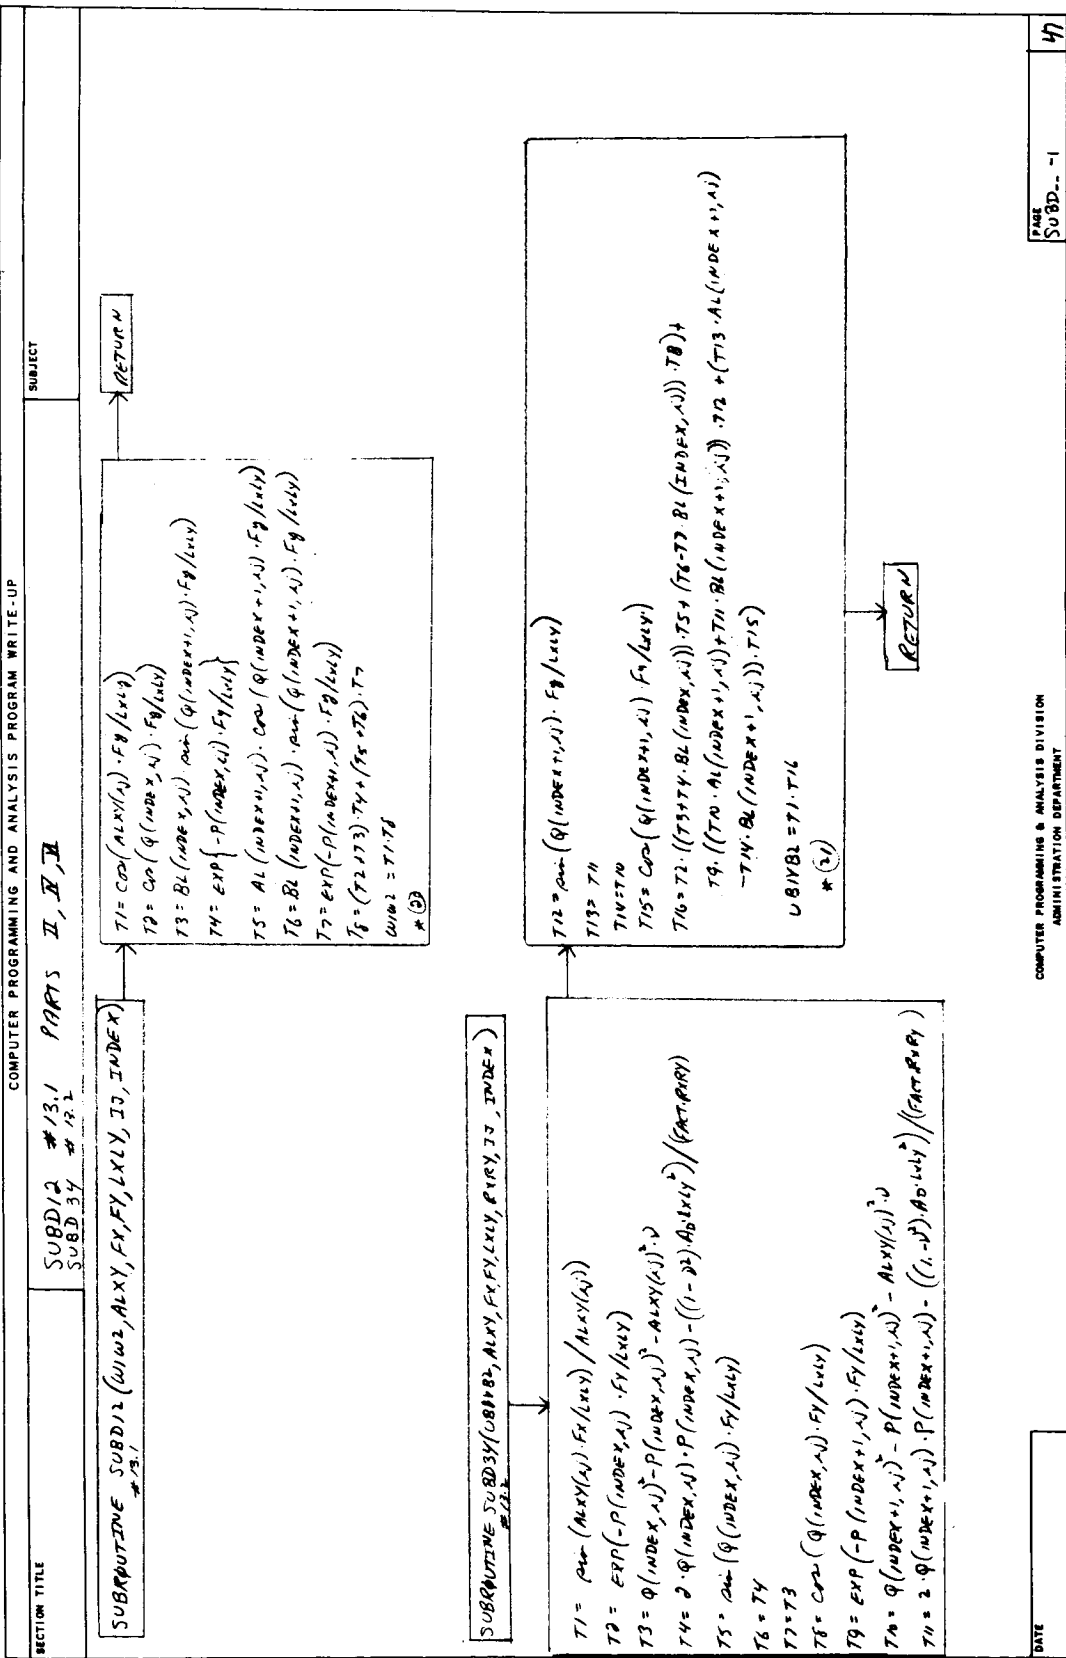 COMPUTER PROGRAMMING AND ANALYSIS PROGRAM WRITE-UP
SECTION TITLE
SUBD12 #13.1 PARTS II, IV, VI
SUBD34 #13.2
SUBJECT
SUBRØUTINE SUBD12 (W1W2, ALXY, FX, FY, LXLY, IJ, INDEX)
#13.1
T1 = COS(ALXY(ij)·Fy/LxLy)
T2 = COS(Q(INDEX,ij)·Fy/LxLy)
T3 = BL(INDEX,ij)·sin(Q(INDEX+1,ij)·Fy/LxLy)
T4 = EXP{-P(INDEX,ij)·Fy/LxLy}
T5 = AL(INDEX+1,ij)·COS(Q(INDEX+1,ij)·Fy/LxLy)
T6 = BL(INDEX+1,ij)·sin(Q(INDEX+1,ij)·Fy/LxLy)
T7 = EXP(-P(INDEX+1,ij)·Fy/LxLy)
T8 = (T2+T3)·T4+(T5+T6)·T7
W1W2 = T1·T8
RETURN
SUBRØUTINE SUBD34(UBVB2, ALXY, FX, FY, LXLY, RXRY, IJ, INDEX)
#13.2
T1 = sin(ALXY(ij)·Fx/LxLy)/ALXY(ij))
T2 = EXP(-P(INDEX,ij)·Fy/LxLy)
T3 = Q(INDEX,ij)²-P(INDEX,ij)²-ALXY(ij)²·ν
T4 = 2·Q(INDEX,ij)·P(INDEX,ij)-((1-ν²)·AD·LxLy²)/(FACT·RxRy)
T5 = sin(Q(INDEX,ij)·Fy/LxLy)
T6 = T4
T7 = T3
T8 = COS(Q(INDEX,ij)·Fy/LxLy)
T9 = EXP(-P(INDEX+1,ij)·Fy/LxLy)
T10 = Q(INDEX+1,ij)²-P(INDEX+1,ij)²-ALXY(ij)²·ν
T11 = 2·Q(INDEX+1,ij)·P(INDEX+1,ij)-((1.-ν²)·AD·LxLy²)/(FACT·RxRy)
T12 = sin(Q(INDEX+1,ij)·Fy/LxLy)
T13 = T11
T14 = T10
T15 = COS(Q(INDEX+1,ij)·Fy/LxLy)
T16 = T2·((T3+T4·BL(INDEX,ij))·T5+(T6-T7·BL(INDEX,ij))·T8)+
T9·((T10·AL(INDEX+1,ij)+T11·BL(INDEX+1,ij))·T12+(T13·AL(INDEX+1,ij)
-T14·BL(INDEX+1,ij))·T15)
UB1VB2 = T1·T16
*(21)
RETURN
DATE
COMPUTER PROGRAMMING & ANALYSIS DIVISION
ADMINISTRATION DEPARTMENT
PAGE
SUBD-- -1
47